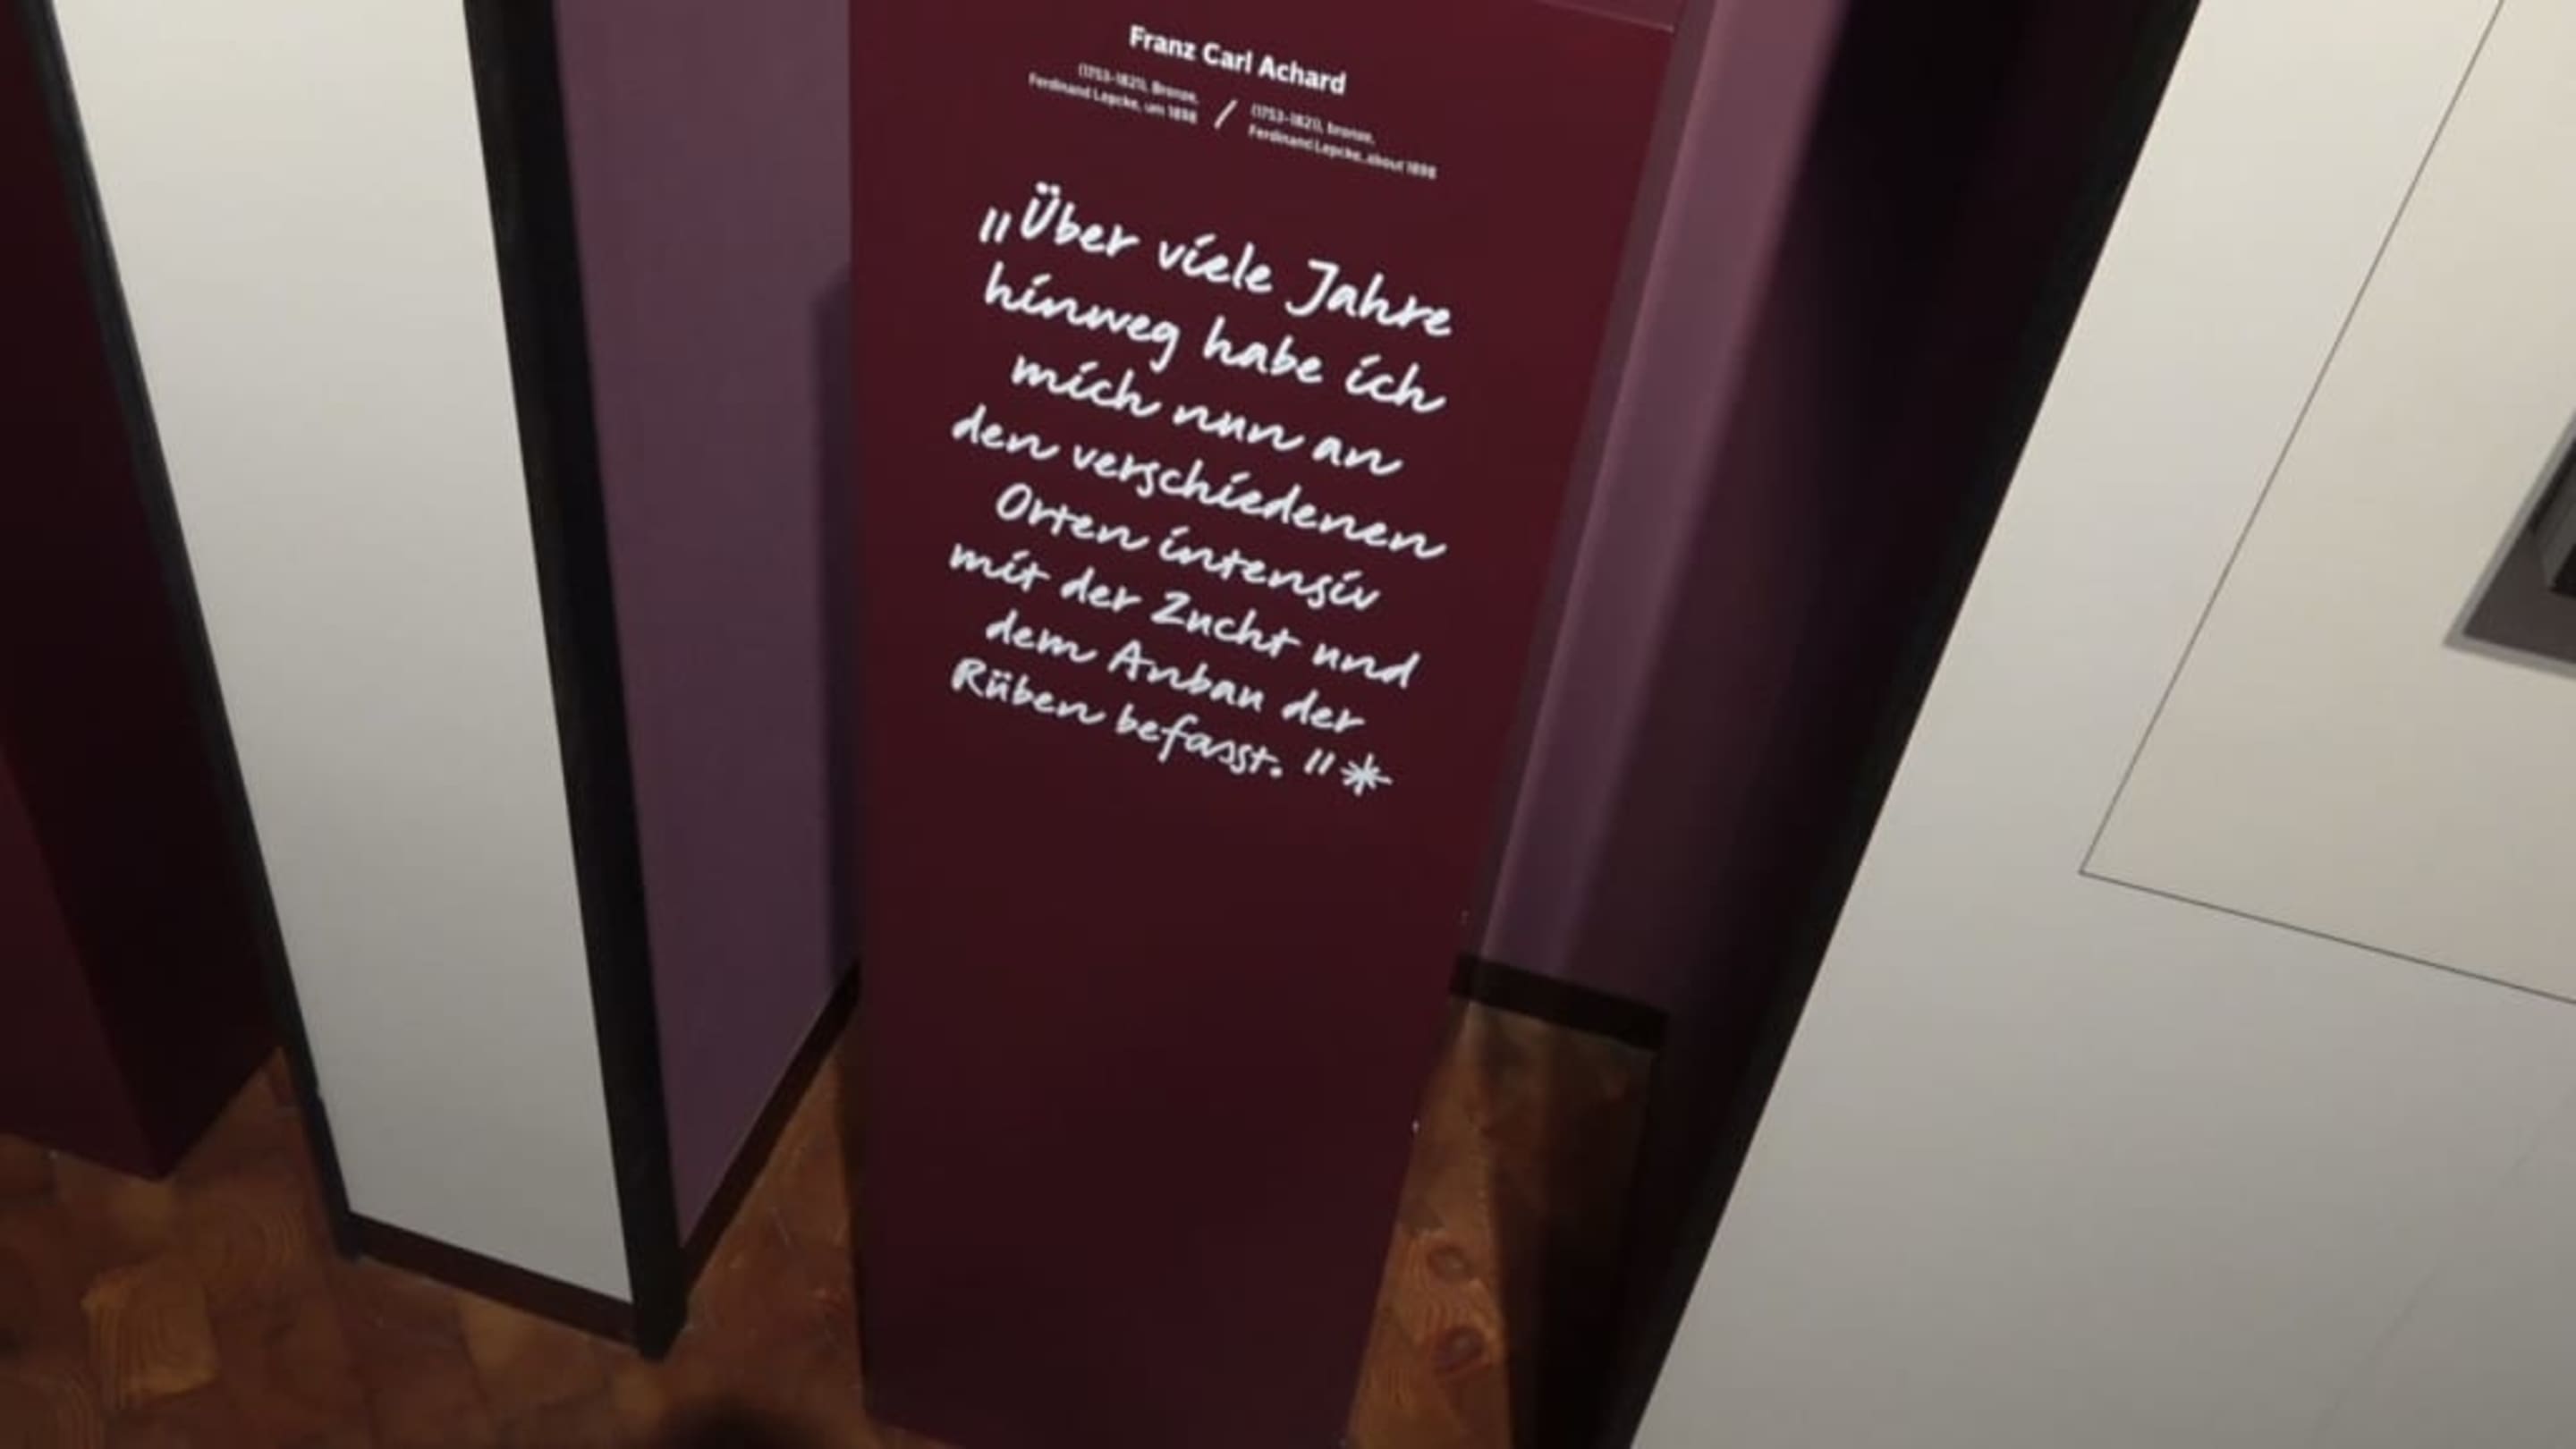 Franz Carl Achard
(1753–1821), Bronze,
Ferdinand Lepcke, um 1898
/
(1753–1821), bronze,
Ferdinand Lepcke, about 1898
"Über viele Jahre
hinweg habe ich
mich nun an
den verschiedenen
Orten intensiv
mit der Zucht und
dem Anbau der
Rüben befasst." *